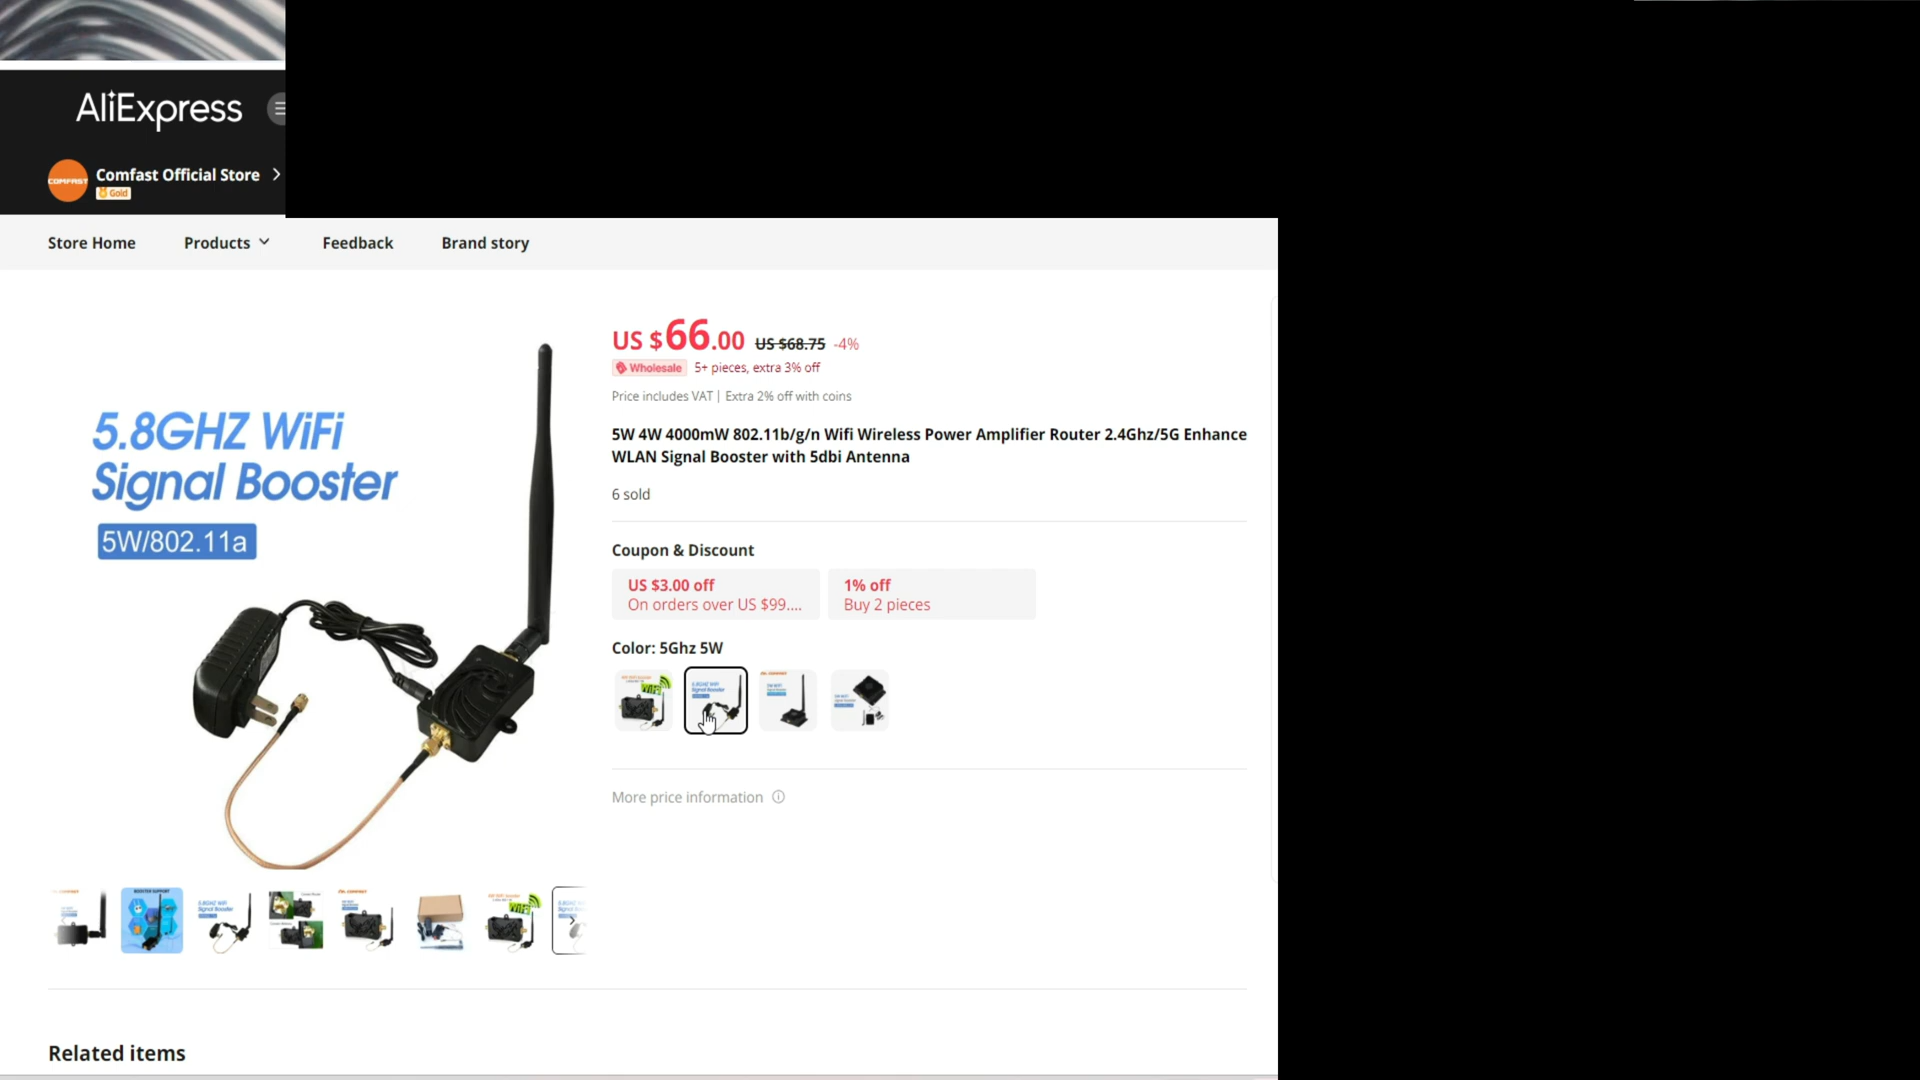 AliExpress
COMFAST
Comfast Official Store
Gold
Store Home
Products
Feedback
Brand story
5.8GHZ WiFi
Signal Booster
5W/802.11a
US $66.00 US $68.75 -4%
Wholesale 5+ pieces, extra 3% off
Price includes VAT | Extra 2% off with coins
5W 4W 4000mW 802.11b/g/n Wifi Wireless Power Amplifier Router 2.4Ghz/5G Enhance
WLAN Signal Booster with 5dbi Antenna
6 sold
Coupon & Discount
US $3.00 off
On orders over US $99....
1% off
Buy 2 pieces
Color: 5Ghz 5W
More price information
Related items